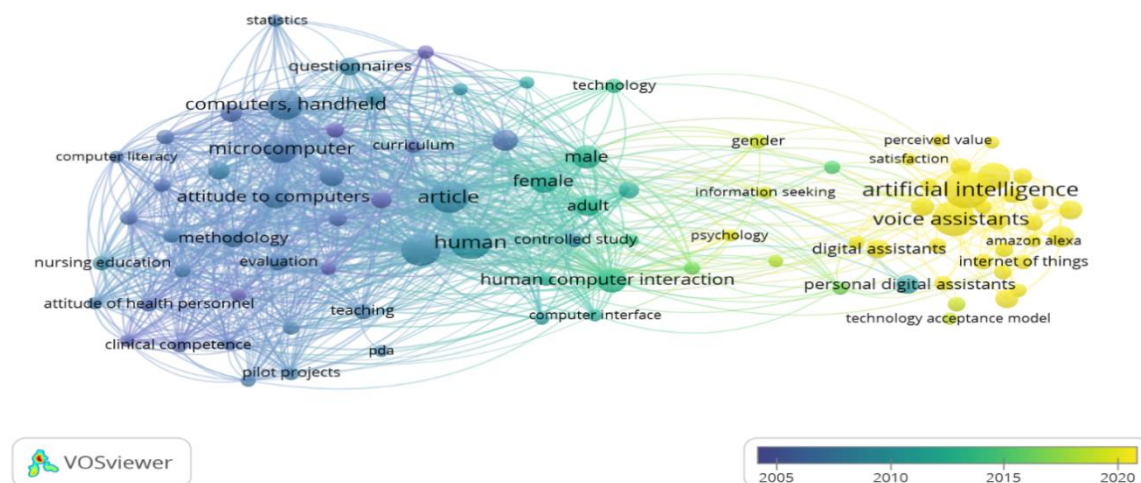 statistics
questionnaires
technology
computers, handheld
gender
perceived value
microcomputer
curriculum
male
satisfaction
computer literacy
female
artificial intelligence
attitude to computers
article
information seeking
adult
voice assistants
methodology
human
controlled study
psychology
digital assistants
amazon alexa
nursing education
evaluation
internet of things
human computer interaction
personal digital assistants
attitude of health personnel
teaching
computer interface
technology acceptance model
clinical competence
pda
pilot projects
VOSviewer
2005
2010
2015
2020